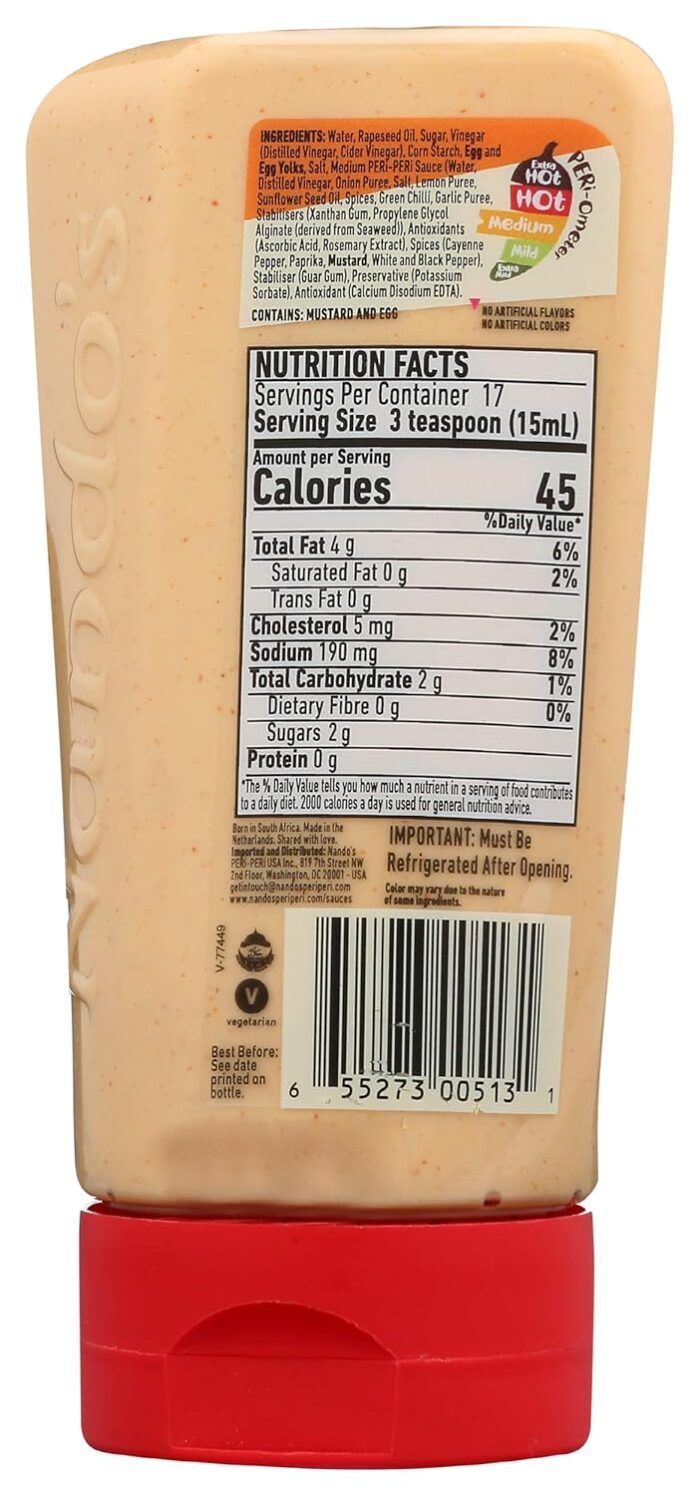 Nando's
INGREDIENTS: Water, Rapeseed Oil, Sugar, Vinegar
(Distilled Vinegar, Cider Vinegar), Corn Starch, Egg and
Egg Yolks, Salt, Medium PERi-PERi Sauce (Water,
Distilled Vinegar, Onion Puree, Salt, Lemon Puree,
Sunflower Seed Oil, Spices, Green Chilli, Garlic Puree,
Stabilisers (Xanthan Gum, Propylene Glycol
Alginate (derived from Seaweed)), Antioxidants
(Ascorbic Acid, Rosemary Extract), Spices (Cayenne
Pepper, Paprika, Mustard, White and Black Pepper),
Stabiliser (Guar Gum), Preservative (Potassium
Sorbate), Antioxidant (Calcium Disodium EDTA).
CONTAINS: MUSTARD AND EGG
PERi-ometer
Extra
HOt
HOt
Medium
Mild
Extra
Mild
NO ARTIFICIAL FLAVORS
NO ARTIFICIAL COLORS
NUTRITION FACTS
Servings Per Container 17
Serving Size 3 teaspoon (15mL)
Amount per Serving
Calories 45
%Daily Value*
Total Fat 4 g 6%
Saturated Fat 0 g 2%
Trans Fat 0 g
Cholesterol 5 mg 2%
Sodium 190 mg 8%
Total Carbohydrate 2 g 1%
Dietary Fibre 0 g 0%
Sugars 2 g
Protein 0 g
*The % Daily Value tells you how much a nutrient in a serving of food contributes
to a daily diet. 2000 calories a day is used for general nutrition advice.
Born in South Africa. Made in the
Netherlands. Shared with love.
Imported and Distributed: Nando's
PERi-PERi USA Inc., 819 7th Street NW
2nd Floor, Washington, DC 20001 - USA
getintouch@nandosperiperi.com
www.nandosperiperi.com/sauces
IMPORTANT: Must Be
Refrigerated After Opening.
Color may vary due to the nature
of some ingredients.
V-77449
V
vegetarian
Best Before:
See date
printed on
bottle.
6 55273 00513 1